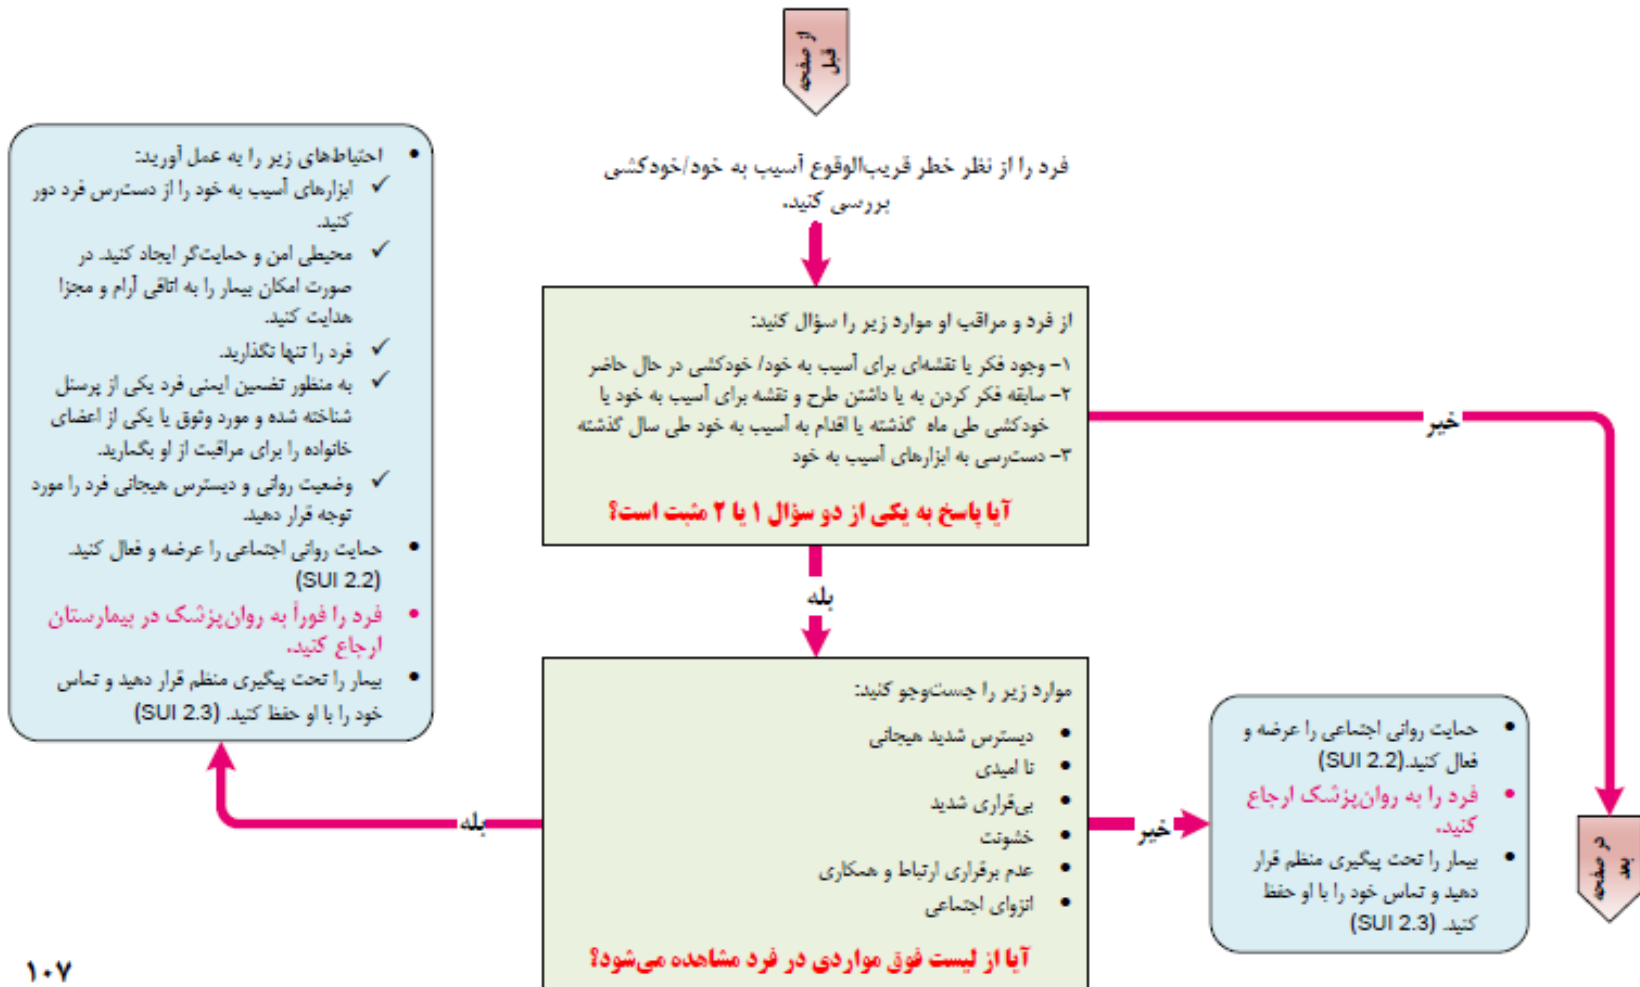 از صفحه
قبل
فرد را از نظر خطر قریب‌الوقوع آسیب به خود/خودکشی
بررسی کنید.
از فرد و مراقب او موارد زیر را سؤال کنید:
۱- وجود فکر یا نقشه‌ای برای آسیب به خود/ خودکشی در حال حاضر
۲- سابقه فکر کردن به یا داشتن طرح و نقشه برای آسیب به خود یا
خودکشی طی ماه گذشته یا اقدام به آسیب به خود طی سال گذشته
۳- دست‌رسی به ابزارهای آسیب به خود
آیا پاسخ به یکی از دو سؤال ۱ یا ۲ مثبت است؟
خیر
در صفحه
بعد
بله
موارد زیر را جست‌وجو کنید:
• دیسترس شدید هیجانی
• نا امیدی
• بی‌قراری شدید
• خشونت
• عدم برقراری ارتباط و همکاری
• انزوای اجتماعی
آیا از لیست فوق مواردی در فرد مشاهده می‌شود؟
خیر
• حمایت روانی اجتماعی را عرضه و
فعال کنید.(SUI 2.2)
• فرد را به روان‌پزشک ارجاع
کنید.
• بیمار را تحت پیگیری منظم قرار
دهید و تماس خود را با او حفظ
کنید. (SUI 2.3)
بله
• احتیاط‌های زیر را به عمل آورید:
✓ ابزارهای آسیب به خود را از دست‌رس فرد دور
کنید.
✓ محیطی امن و حمایت‌گر ایجاد کنید. در
صورت امکان بیمار را به اتاقی آرام و مجزا
هدایت کنید.
✓ فرد را تنها نگذارید.
✓ به منظور تضمین ایمنی فرد یکی از پرسنل
شناخته شده و مورد وثوق یا یکی از اعضای
خانواده را برای مراقبت از او بگمارید.
✓ وضعیت روانی و دیسترس هیجانی فرد را مورد
توجه قرار دهید.
• حمایت روانی اجتماعی را عرضه و فعال کنید.
(SUI 2.2)
• فرد را فوراً به روان‌پزشک در بیمارستان
ارجاع کنید.
• بیمار را تحت پیگیری منظم قرار دهید و تماس
خود را با او حفظ کنید. (SUI 2.3)
۱۰۷